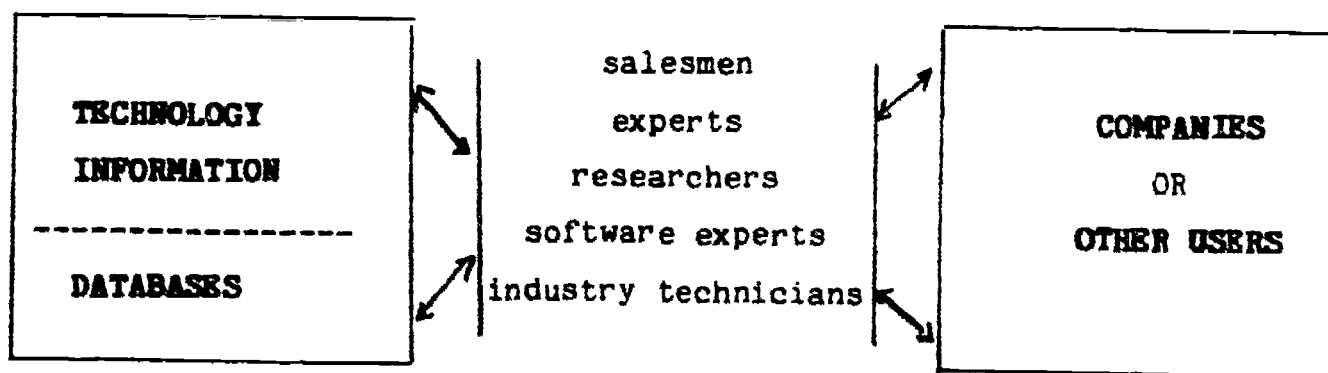 TECHNOLOGY
INFORMATION
DATABASES
salesmen
experts
researchers
software experts
industry technicians
COMPANIES
OR
OTHER USERS